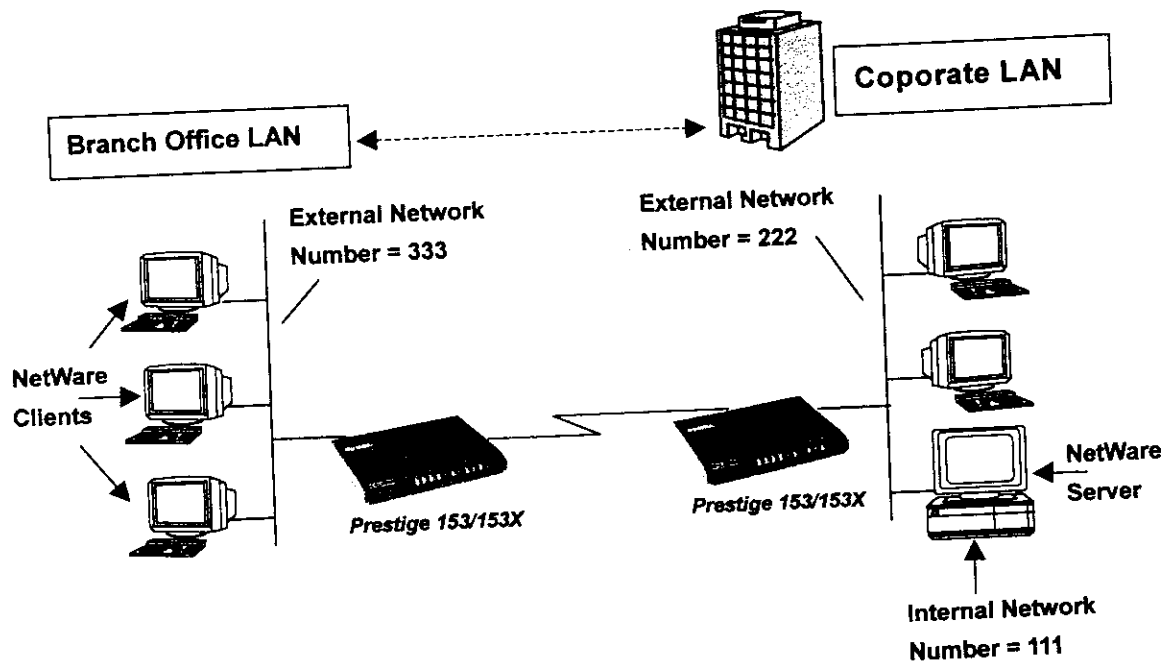 Coporate LAN
Branch Office LAN
External Network
Number = 333
External Network
Number = 222
NetWare
Clients
Prestige 153/153X
Prestige 153/153X
NetWare
Server
Internal Network
Number = 111